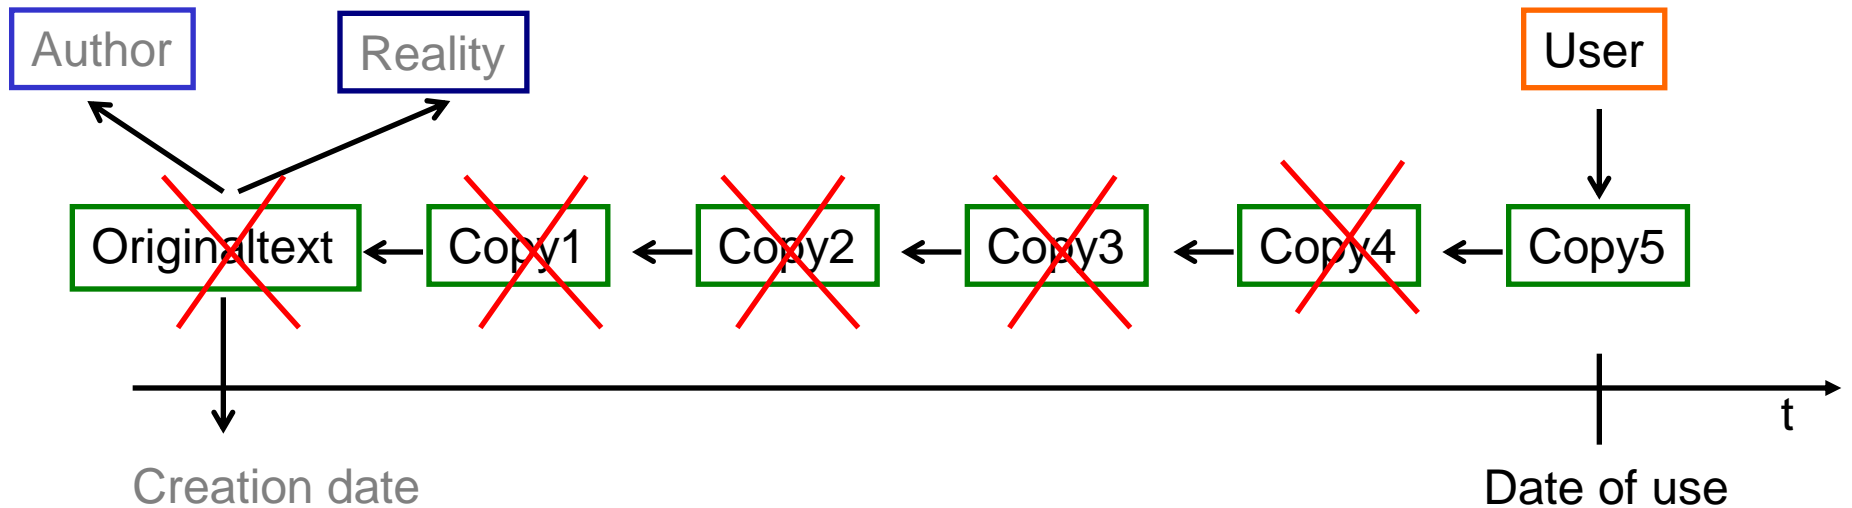 Author
Reality
User
Originaltext
Copy1
Copy2
Copy3
Copy4
Copy5
t
Creation date
Date of use